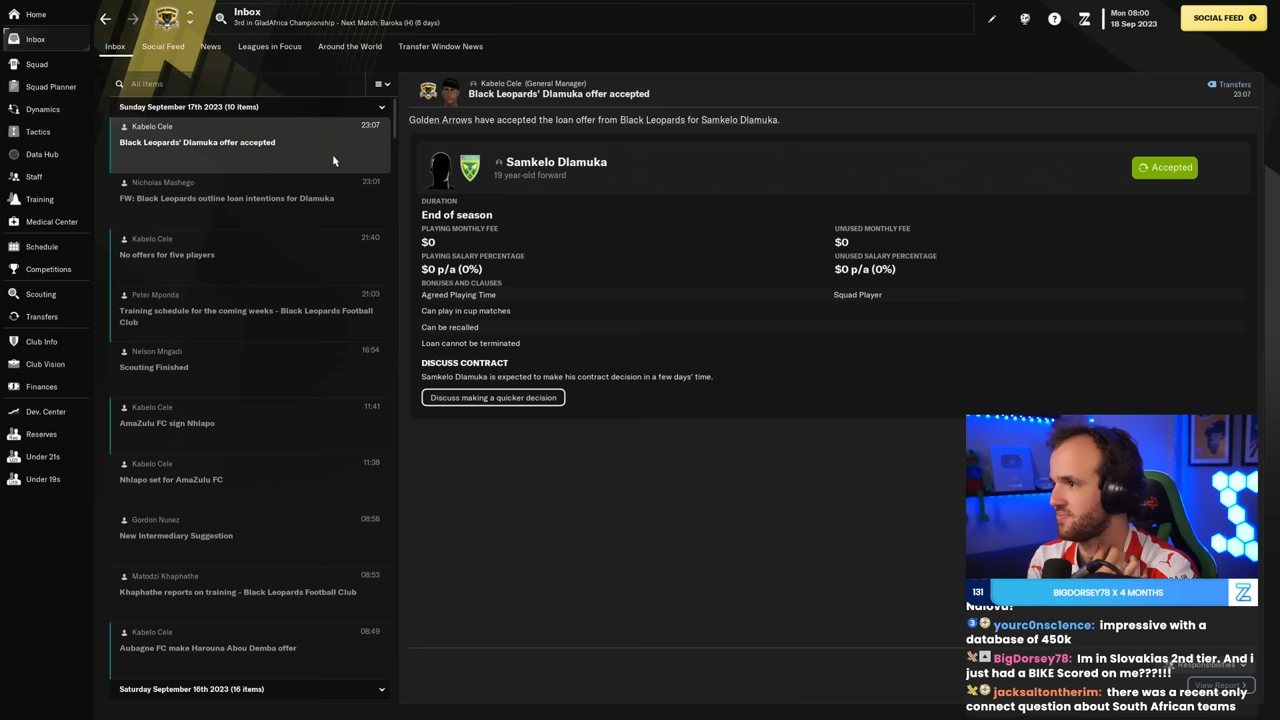 Home
Inbox
Squad
Squad Planner
Dynamics
Tactics
Data Hub
Staff
Training
Medical Center
Schedule
Competitions
Scouting
Transfers
Club Info
Club Vision
Finances
Dev. Center
Reserves
Under 21s
Under 19s
Inbox
3rd in GladAfrica Championship - Next Match: Baroka (H) (6 days)
Mon 08:00
18 Sep 2023
SOCIAL FEED
Inbox
Social Feed
News
Leagues in Focus
Around the World
Transfer Window News
All Items
Sunday September 17th 2023 (10 items)
Kabelo Cele 23:07
Black Leopards' Dlamuka offer accepted
Nicholas Mashego 23:01
FW: Black Leopards outline loan intentions for Dlamuka
Kabelo Cele 21:40
No offers for five players
Peter Mponda 21:03
Training schedule for the coming weeks - Black Leopards Football
Club
Nelson Mngadi 16:54
Scouting Finished
Kabelo Cele 11:41
AmaZulu FC sign Nhlapo
Kabelo Cele 11:38
Nhlapo set for AmaZulu FC
Gordon Nunez 08:58
New Intermediary Suggestion
Matodzi Khaphathe 08:53
Khaphathe reports on training - Black Leopards Football Club
Kabelo Cele 08:49
Aubagne FC make Harouna Abou Demba offer
Saturday September 16th 2023 (16 items)
Kabelo Cele (General Manager)
Black Leopards' Dlamuka offer accepted
Transfers
23:07
Golden Arrows have accepted the loan offer from Black Leopards for Samkelo Dlamuka.
Samkelo Dlamuka
19 year-old forward
Accepted
DURATION
End of season
PLAYING MONTHLY FEE
$0
UNUSED MONTHLY FEE
$0
PLAYING SALARY PERCENTAGE
$0 p/a (0%)
UNUSED SALARY PERCENTAGE
$0 p/a (0%)
BONUSES AND CLAUSES
Agreed Playing Time Squad Player
Can play in cup matches
Can be recalled
Loan cannot be terminated
DISCUSS CONTRACT
Samkelo Dlamuka is expected to make his contract decision in a few days' time.
Discuss making a quicker decision
131
BIGDORSEY78 X 4 MONTHS
yourc0nsc1ence: impressive with a
database of 450k
BigDorsey78: Im in Slovakias 2nd tier. And i
just had a BIKE Scored on me???!!!
jacksaltontherim: there was a recent only
connect question about South African teams
Responsibilities
View Report